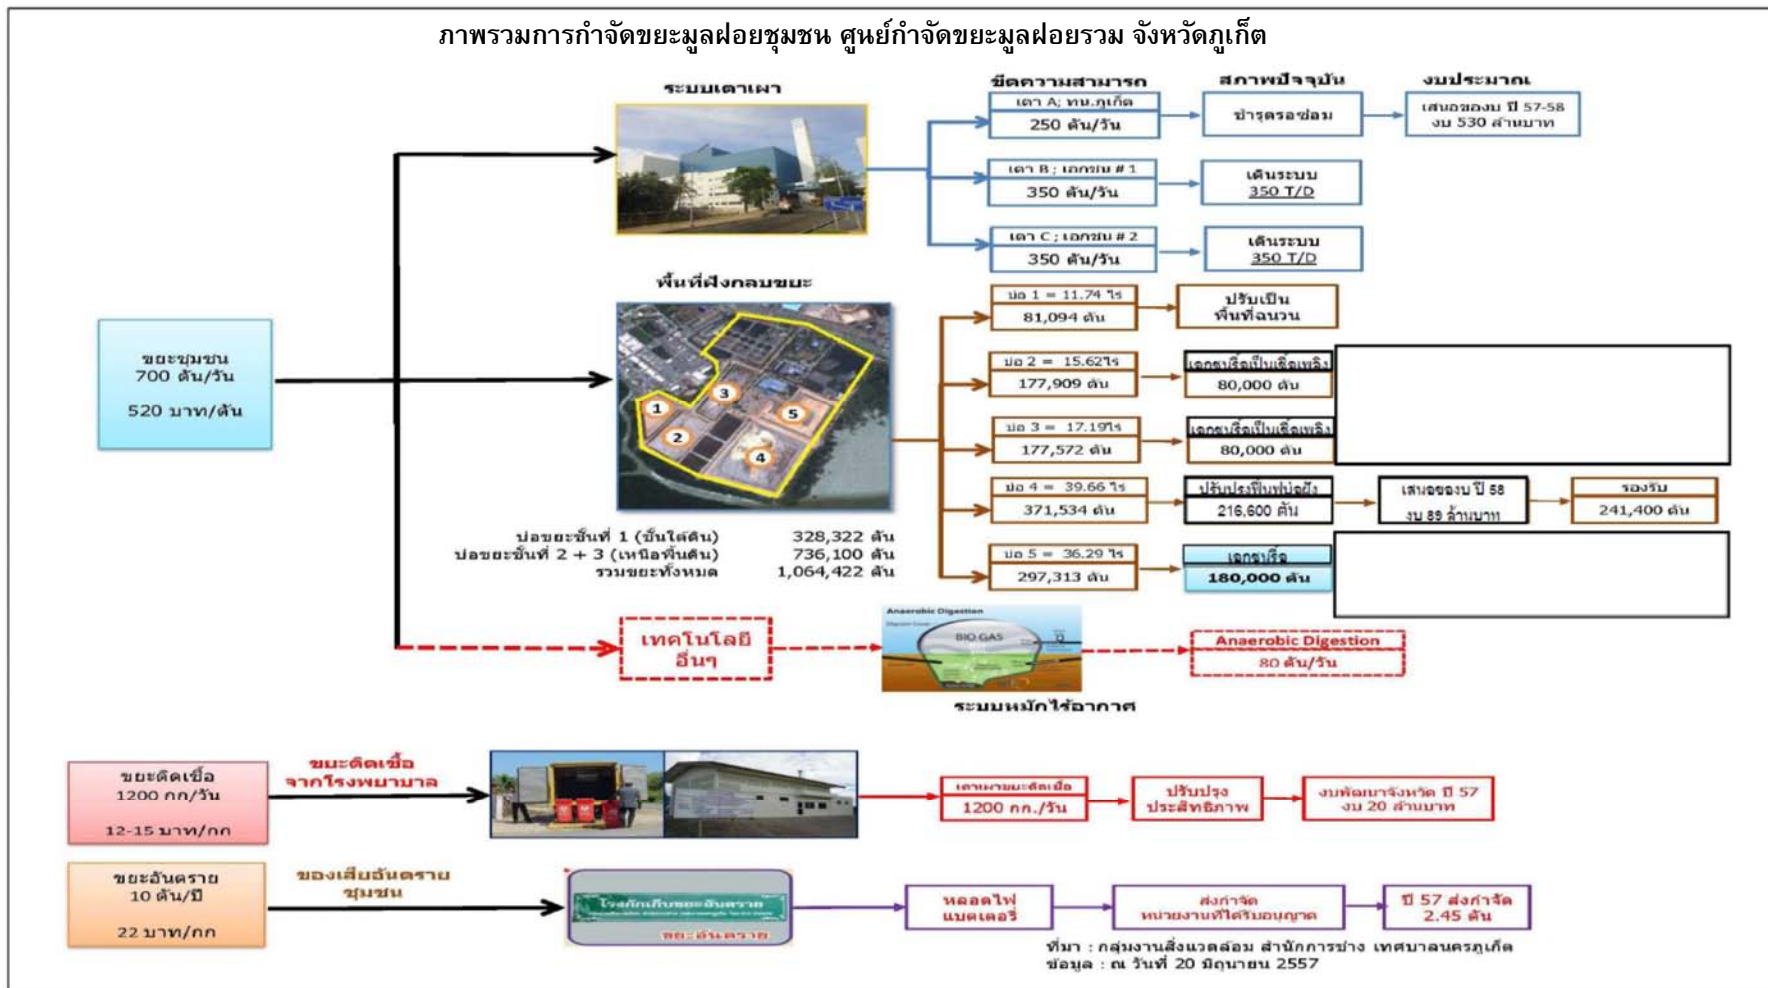 ภาพรวมการกำจัดขยะมูลฝอยชุมชน ศูนย์กำจัดขยะมูลฝอยรวม จังหวัดภูเก็ต
ระบบเตาเผา
ขีดความสามารถ
สภาพปัจจุบัน
งบประมาณ
เตา A; ทน.ภูเก็ต
250 ตัน/วัน
ชำรุดรอซ่อม
เสนอของบ ปี 57-58
งบ 530 ล้านบาท
เตา B ; เอกชน # 1
350 ตัน/วัน
เดินระบบ
350 T/D
เตา C ; เอกชน # 2
350 ตัน/วัน
เดินระบบ
350 T/D
ขยะชุมชน
700 ตัน/วัน
520 บาท/ตัน
พื้นที่ฝังกลบขยะ
1
2
3
4
5
บ่อขยะชั้นที่ 1 (ชั้นใต้ดิน) 328,322 ตัน
บ่อขยะชั้นที่ 2 + 3 (เหนือพื้นดิน) 736,100 ตัน
รวมขยะทั้งหมด 1,064,422 ตัน
บ่อ 1 = 11.74 ไร่
81,094 ตัน
ปรับเป็น
พื้นที่ฉนวน
บ่อ 2 = 15.62ไร่
177,909 ตัน
เอกชนรื้อเป็นเชื้อเพลิง
80,000 ตัน
บ่อ 3 = 17.19ไร่
177,572 ตัน
เอกชนรื้อเป็นเชื้อเพลิง
80,000 ตัน
บ่อ 4 = 39.66 ไร่
371,534 ตัน
ปรับปรุงฟื้นฟูบ่อฝัง
216,600 ตัน
เสนอของบ ปี 58
งบ 89 ล้านบาท
รองรับ
241,400 ตัน
บ่อ 5 = 36.29 ไร่
297,313 ตัน
เอกชนรื้อ
180,000 ตัน
เทคโนโลยี
อื่นๆ
Anaerobic Digestion
BIO GAS
ระบบหมักไร้อากาศ
Anaerobic Digestion
80 ตัน/วัน
ขยะติดเชื้อ
1200 กก/วัน
12-15 บาท/กก
ขยะติดเชื้อ
จากโรงพยาบาล
เตาเผาขยะติดเชื้อ
1200 กก./วัน
ปรับปรุง
ประสิทธิภาพ
งบพัฒนาจังหวัด ปี 57
งบ 20 ล้านบาท
ขยะอันตราย
10 ตัน/ปี
22 บาท/กก
ของเสียอันตราย
ชุมชน
โรงกักเก็บขยะอันตราย
ขยะอันตราย
หลอดไฟ
แบตเตอรี่
ส่งกำจัด
หน่วยงานที่ได้รับอนุญาต
ปี 57 ส่งกำจัด
2.45 ตัน
ที่มา : กลุ่มงานสิ่งแวดล้อม สำนักการช่าง เทศบาลนครภูเก็ต
ข้อมูล : ณ วันที่ 20 มิถุนายน 2557